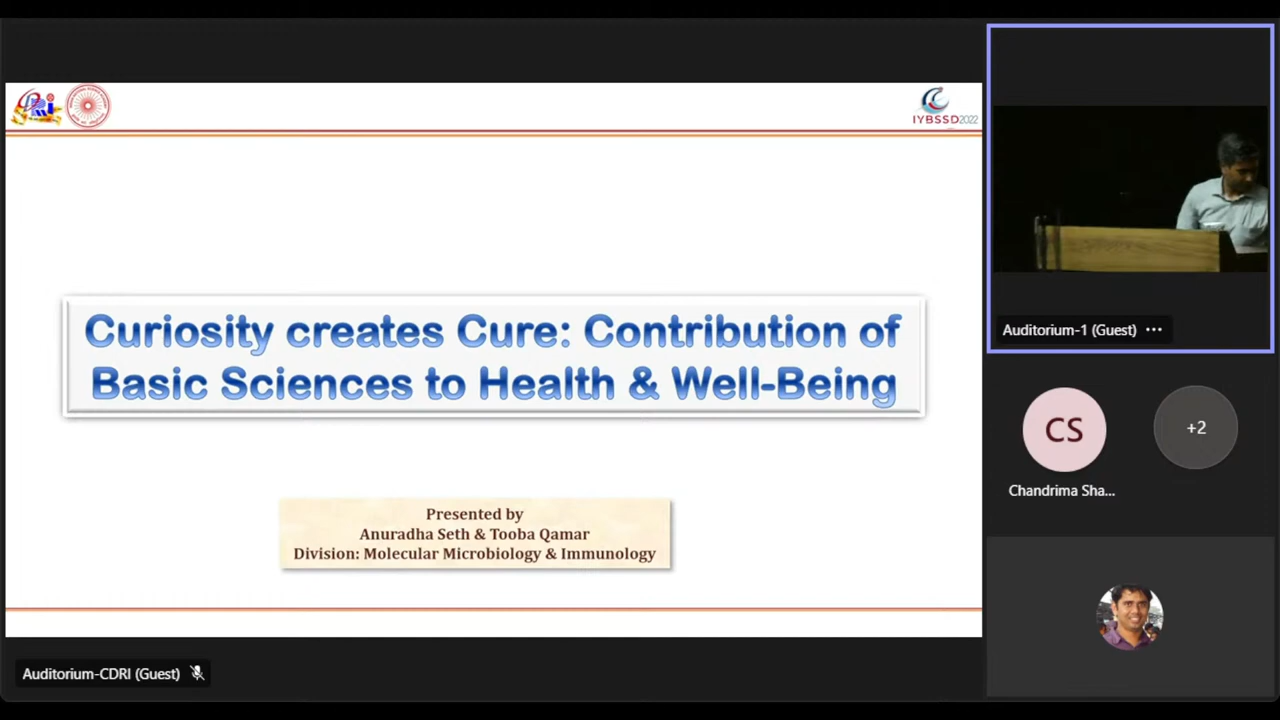 CDRI
IYBSSD2022
Curiosity creates Cure: Contribution of
Basic Sciences to Health & Well-Being
Presented by
Anuradha Seth & Tooba Qamar
Division: Molecular Microbiology & Immunology
Auditorium-CDRI (Guest)
Auditorium-1 (Guest) •••
CS
+2
Chandrima Sha...